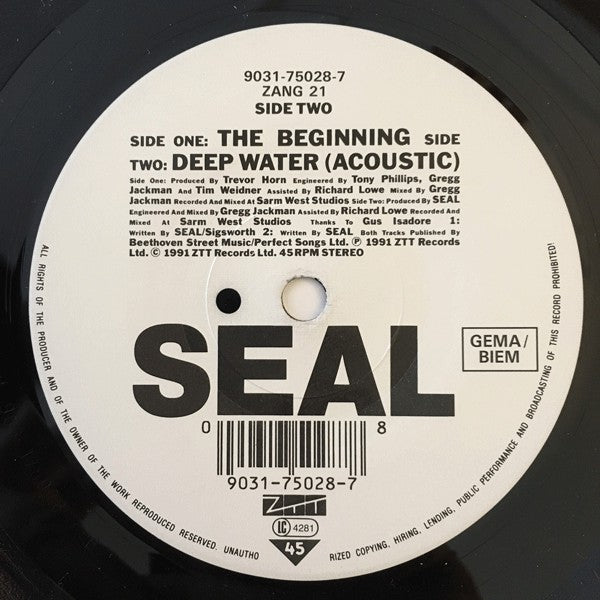 9031-75028-7
ZANG 21
SIDE TWO
SIDE ONE: THE BEGINNING SIDE
TWO: DEEP WATER (ACOUSTIC)
Side One: Produced By Trevor Horn Engineered By Tony Phillips, Gregg
Jackman And Tim Weidner Assisted By Richard Lowe Mixed By Gregg
Jackman Recorded And Mixed At Sarm West Studios Side Two: Produced By SEAL
Engineered And Mixed By Gregg Jackman Assisted By Richard Lowe Recorded And
Mixed At Sarm West Studios Thanks To Gus Isadore 1:
Written By SEAL/Sigsworth 2: Written By SEAL Both Tracks Published By
Beethoven Street Music/Perfect Songs Ltd. ℗ 1991 ZTT Records
Ltd. © 1991 ZTT Records Ltd. 45 RPM STEREO
SEAL
GEMA/
BIEM
0 8
9031-75028-7
ZTT
LC 4281
45
ALL RIGHTS OF THE PRODUCER AND OF THE OWNER OF THE WORK REPRODUCED RESERVED. UNAUTHO
RIZED COPYING, HIRING, LENDING, PUBLIC PERFORMANCE AND BROADCASTING OF THIS RECORD PROHIBITED!